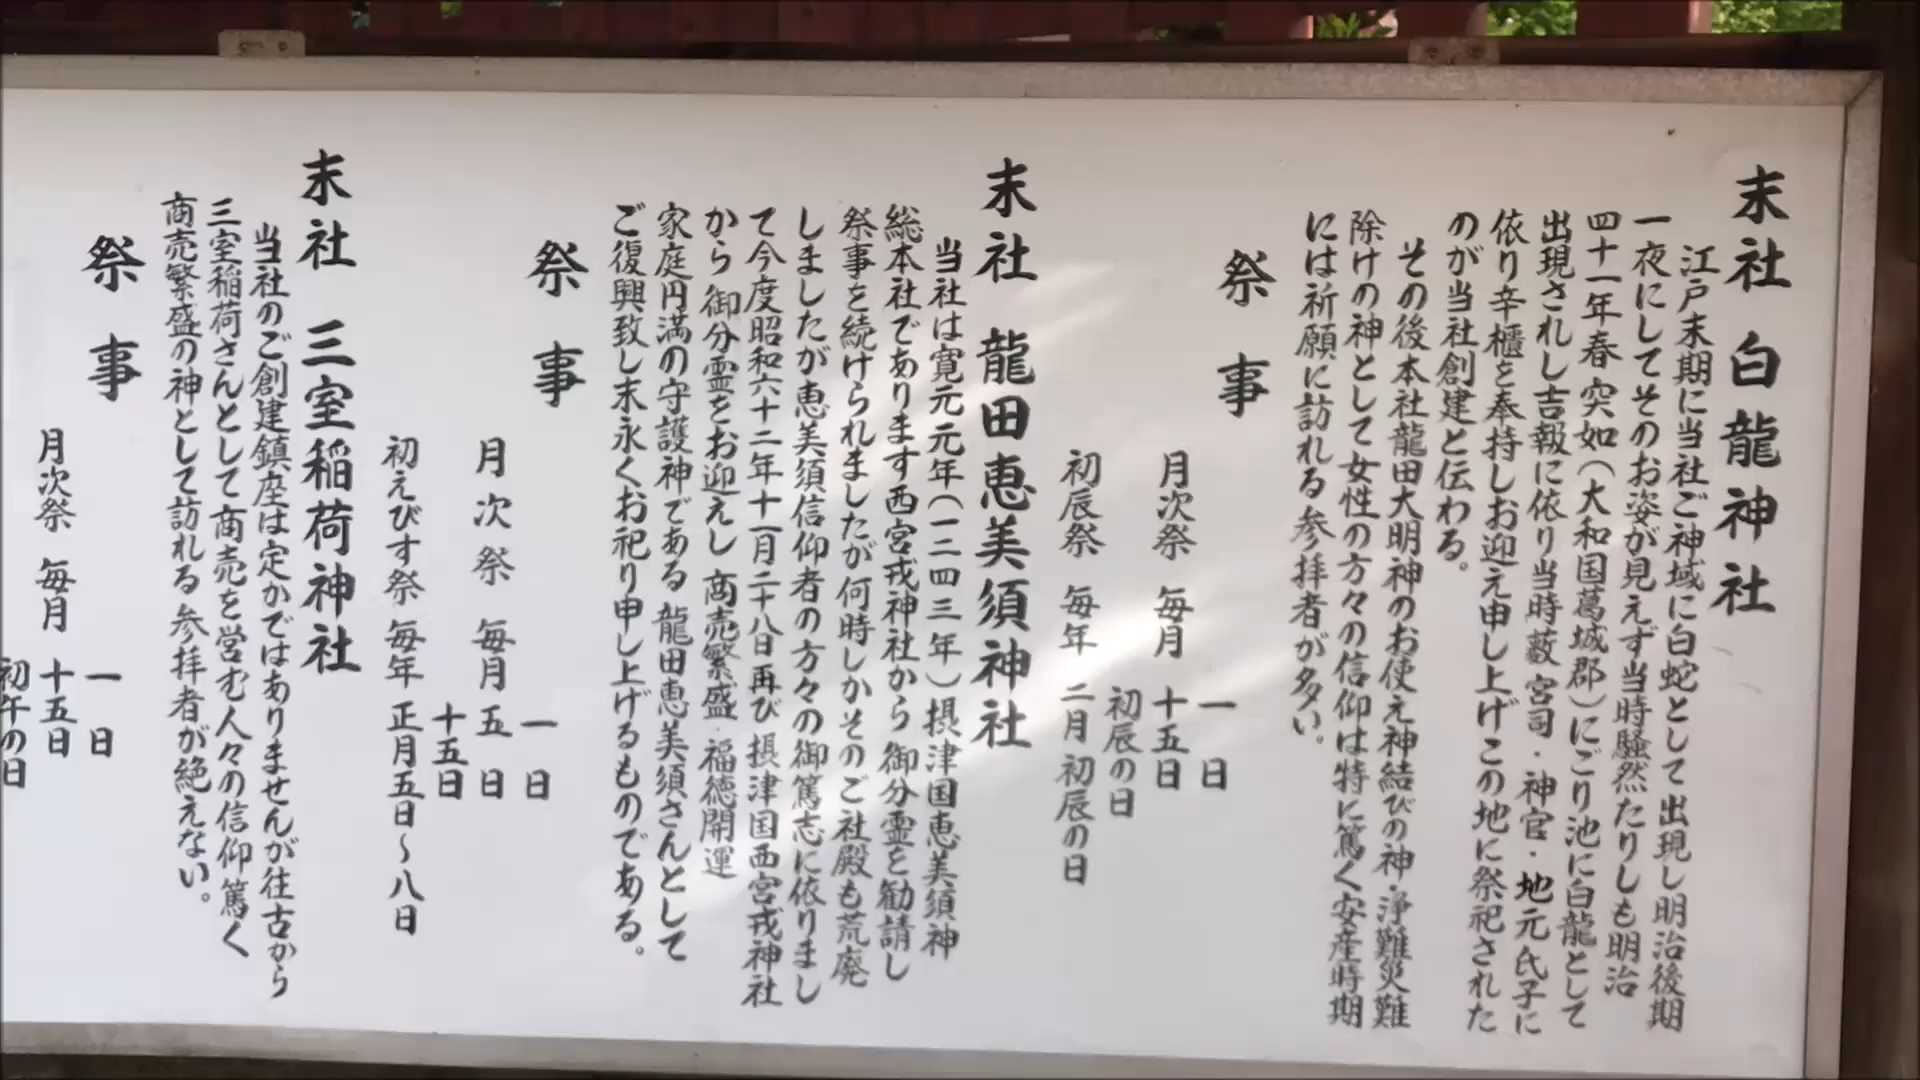 末社 白龍神社
江戸末期に当社ご神域に白蛇として出現し明治後期
一夜にしてそのお姿が見えず当時騒然たりしも明治
四十一年春突如(大和国葛城郡)にごり池に白龍として
出現されし吉報に依り当時藪宮司・神官・地元氏子に
依り辛櫃を奉持しお迎え申し上げこの地に祭祀された
のが当社創建と伝わる。
その後本社龍田大明神のお使え神結びの神・浄難災難
除けの神として女性の方々の信仰は特に篤く安産時期
には祈願に訪れる参拝者が多い。
祭事
一日
月次祭 毎月 十五日
初辰の日
初辰祭 毎年 二月初辰の日
末社 龍田恵美須神社
当社は寛元元年(一二四三年)摂津国恵美須神
総本社であります西宮戎神社から御分霊を勧請し
祭事を続けられましたが何時しかそのご社殿も荒廃
しましたが恵美須信仰者の方々の御篤志に依りまし
て今度昭和六十二年十一月二十八日再び摂津国西宮戎神社
から御分霊をお迎えし商売繁盛・福徳開運
家庭円満の守護神である龍田恵美須さんとして
ご復興致し末永くお祀り申し上げるものである。
祭事
一日
月次祭 毎月 五日
十五日
初えびす祭 毎年 正月五日〜八日
末社 三室稲荷神社
当社のご創建鎮座は定かではありませんが往古から
三室稲荷さんとして商売を営む人々の信仰篤く
商売繁盛の神として訪れる参拝者が絶えない。
祭事
一日
月次祭 毎月 十五日
初午の日